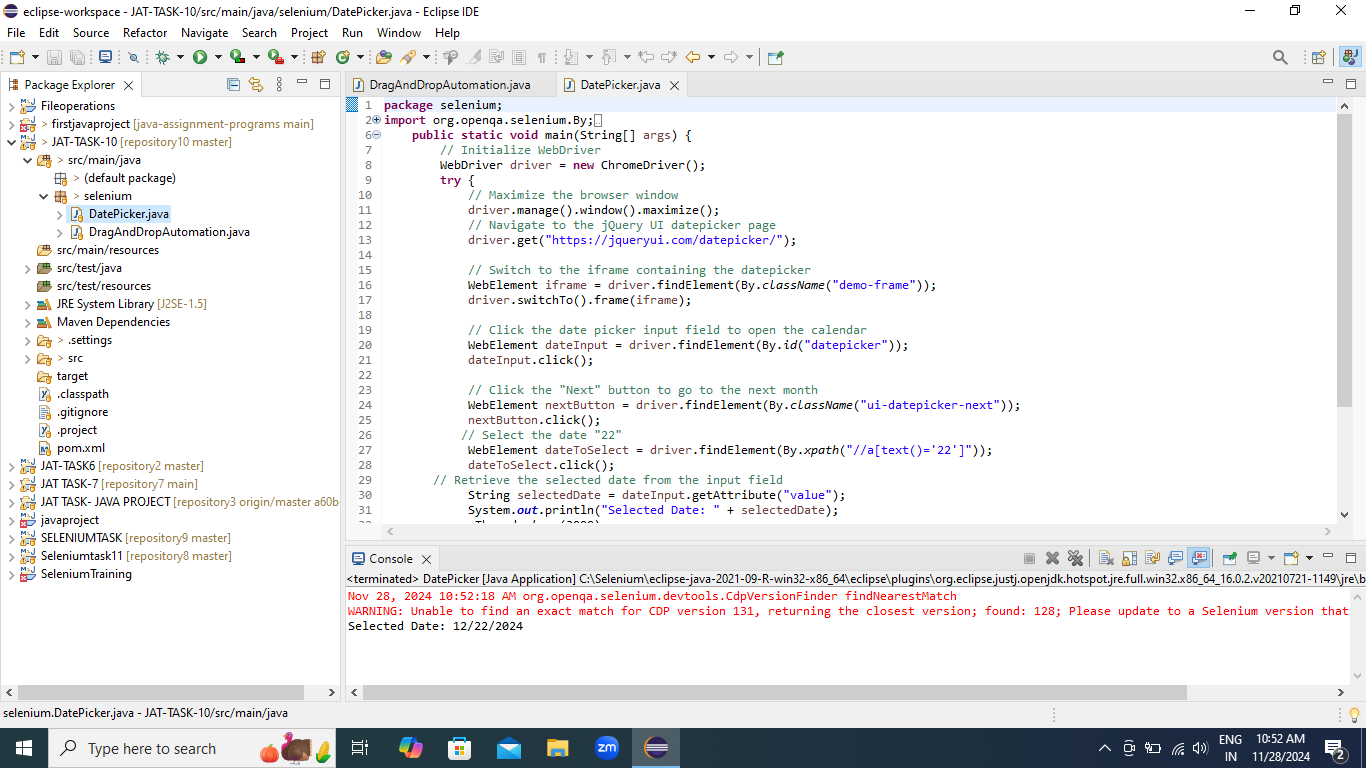 eclipse-workspace - JAT-TASK-10/src/main/java/selenium/DatePicker.java - Eclipse IDE
File Edit Source Refactor Navigate Search Project Run Window Help
Package Explorer
Fileoperations
> firstjavaproject [java-assignment-programs main]
> JAT-TASK-10 [repository10 master]
> src/main/java
> (default package)
> selenium
DatePicker.java
> DragAndDropAutomation.java
src/main/resources
src/test/java
src/test/resources
JRE System Library [J2SE-1.5]
Maven Dependencies
> .settings
> src
target
.classpath
.gitignore
.project
pom.xml
JAT-TASK6 [repository2 master]
JAT TASK-7 [repository7 main]
JAT TASK- JAVA PROJECT [repository3 origin/master a60b
javaproject
SELENIUMTASK [repository9 master]
Seleniumtask11 [repository8 master]
SeleniumTraining
DragAndDropAutomation.java DatePicker.java
1 package selenium;
2 import org.openqa.selenium.By;
6 public static void main(String[] args) {
7 // Initialize WebDriver
8 WebDriver driver = new ChromeDriver();
9 try {
10 // Maximize the browser window
11 driver.manage().window().maximize();
12 // Navigate to the jQuery UI datepicker page
13 driver.get("https://jqueryui.com/datepicker/");
14
15 // Switch to the iframe containing the datepicker
16 WebElement iframe = driver.findElement(By.className("demo-frame"));
17 driver.switchTo().frame(iframe);
18
19 // Click the date picker input field to open the calendar
20 WebElement dateInput = driver.findElement(By.id("datepicker"));
21 dateInput.click();
22
23 // Click the "Next" button to go to the next month
24 WebElement nextButton = driver.findElement(By.className("ui-datepicker-next"));
25 nextButton.click();
26 // Select the date "22"
27 WebElement dateToSelect = driver.findElement(By.xpath("//a[text()='22']"));
28 dateToSelect.click();
29 // Retrieve the selected date from the input field
30 String selectedDate = dateInput.getAttribute("value");
31 System.out.println("Selected Date: " + selectedDate);
Console
<terminated> DatePicker [Java Application] C:\Selenium\eclipse-java-2021-09-R-win32-x86_64\eclipse\plugins\org.eclipse.justj.openjdk.hotspot.jre.full.win32.x86_64_16.0.2.v20210721-1149\jre\b
Nov 28, 2024 10:52:18 AM org.openqa.selenium.devtools.CdpVersionFinder findNearestMatch
WARNING: Unable to find an exact match for CDP version 131, returning the closest version; found: 128; Please update to a Selenium version that
Selected Date: 12/22/2024
selenium.DatePicker.java - JAT-TASK-10/src/main/java
Type here to search
zm
ENG
IN
10:52 AM
11/28/2024
2